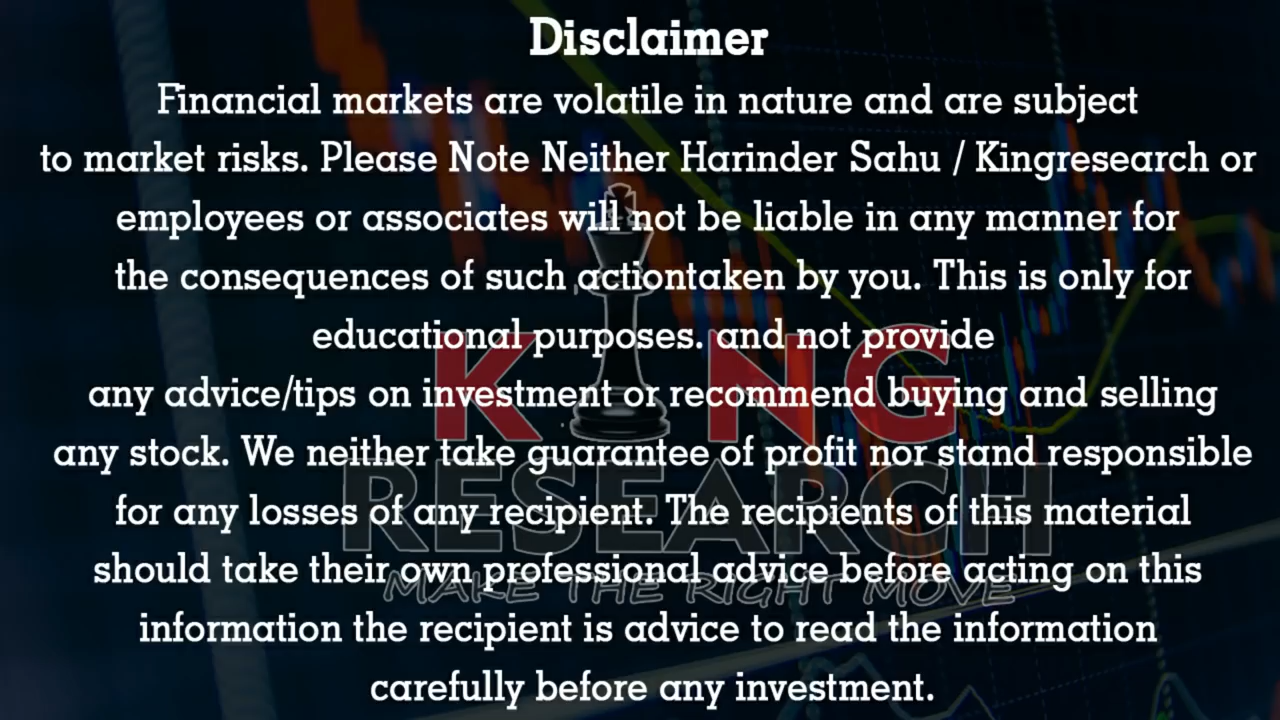 Disclaimer
Financial markets are volatile in nature and are subject
to market risks. Please Note Neither Harinder Sahu / Kingresearch or
employees or associates will not be liable in any manner for
the consequences of such actiontaken by you. This is only for
educational purposes. and not provide
any advice/tips on investment or recommend buying and selling
any stock. We neither take guarantee of profit nor stand responsible
for any losses of any recipient. The recipients of this material
should take their own professional advice before acting on this
information the recipient is advice to read the information
carefully before any investment.
K NG
RESEARCH
MAKE THE RIGHT MOVE